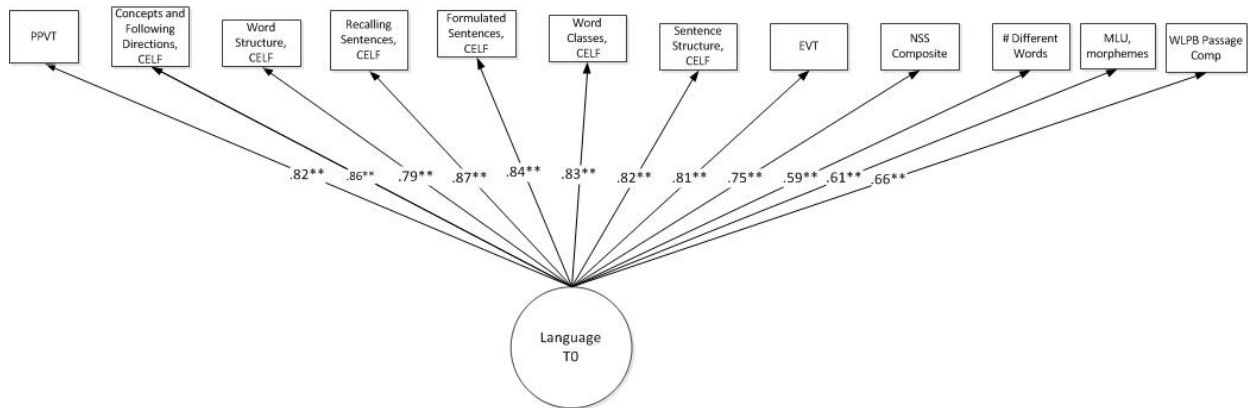 PPVT
Concepts and
Following
Directions,
CELF
Word
Structure,
CELF
Recalling
Sentences,
CELF
Formulated
Sentences,
CELF
Word
Classes,
CELF
Sentence
Structure,
CELF
EVT
NSS
Composite
# Different
Words
MLU,
morphemes
WLPB Passage
Comp
.82**
.86**
.79**
.87**
.84**
.83**
.82**
.81**
.75**
.59**
.61**
.66**
Language
T0